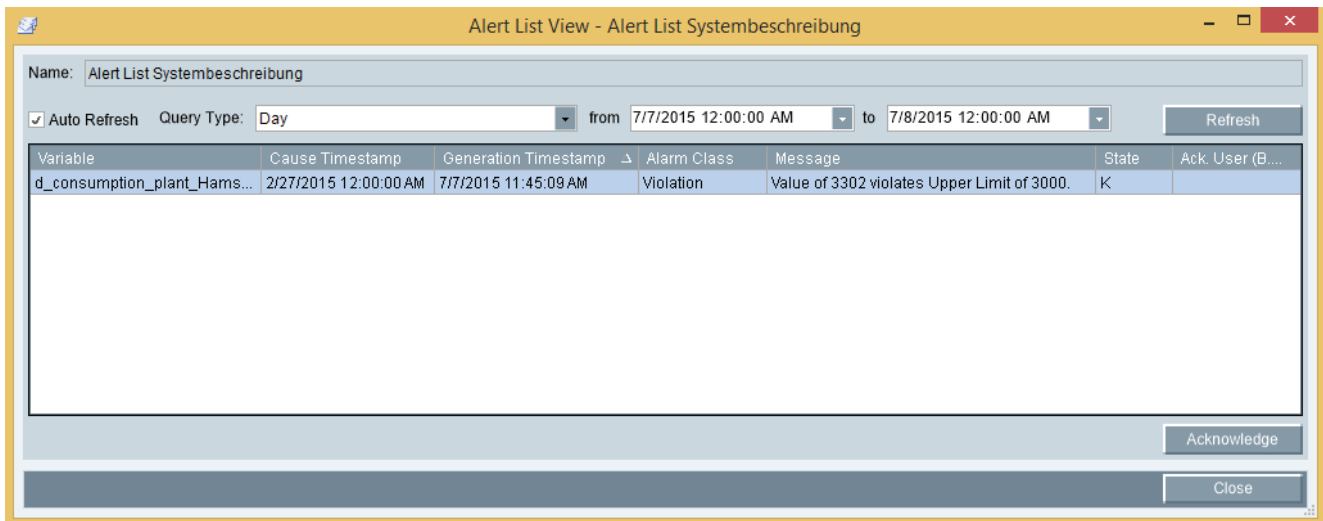 Alert List View - Alert List Systembeschreibung
Name: Alert List Systembeschreibung
Auto Refresh Query Type: Day from 7/7/2015 12:00:00 AM to 7/8/2015 12:00:00 AM Refresh
Variable Cause Timestamp Generation Timestamp Alarm Class Message State Ack. User (B....
d_consumption_plant_Hams... 2/27/2015 12:00:00 AM 7/7/2015 11:45:09 AM Violation Value of 3302 violates Upper Limit of 3000. K
Acknowledge
Close